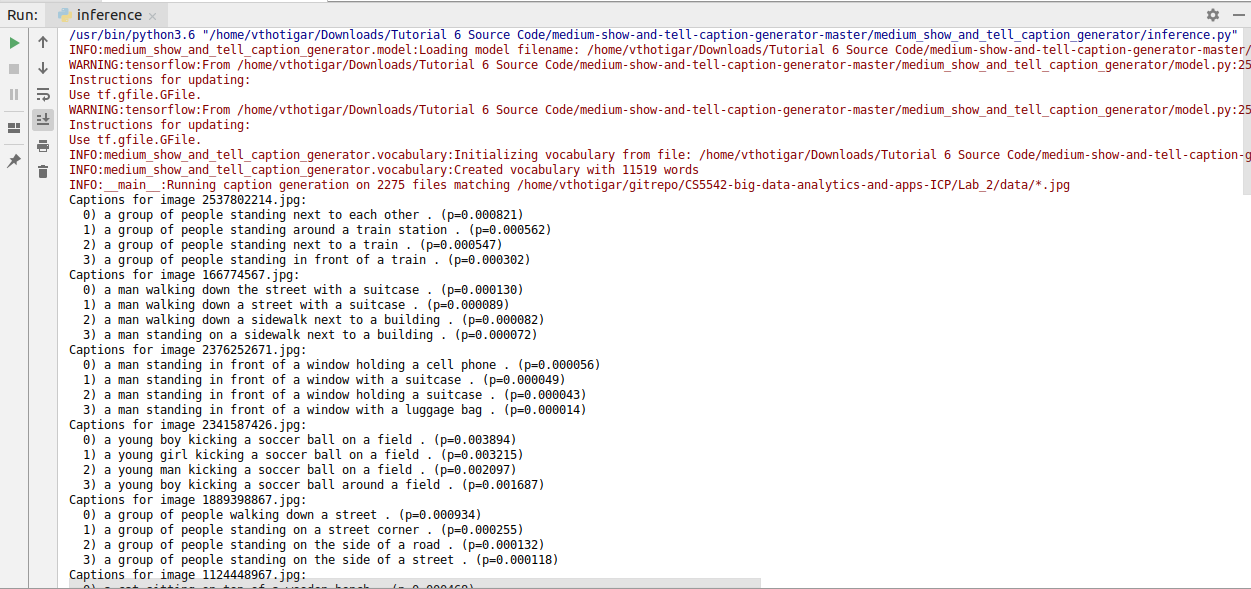 Run: inference
/usr/bin/python3.6 "/home/vthotigar/Downloads/Tutorial 6 Source Code/medium-show-and-tell-caption-generator-master/medium_show_and_tell_caption_generator/inference.py"
INFO:medium_show_and_tell_caption_generator.model:Loading model filename: /home/vthotigar/Downloads/Tutorial 6 Source Code/medium-show-and-tell-caption-generator-master/
WARNING:tensorflow:From /home/vthotigar/Downloads/Tutorial 6 Source Code/medium-show-and-tell-caption-generator-master/medium_show_and_tell_caption_generator/model.py:25
Instructions for updating:
Use tf.gfile.GFile.
WARNING:tensorflow:From /home/vthotigar/Downloads/Tutorial 6 Source Code/medium-show-and-tell-caption-generator-master/medium_show_and_tell_caption_generator/model.py:25
Instructions for updating:
Use tf.gfile.GFile.
INFO:medium_show_and_tell_caption_generator.vocabulary:Initializing vocabulary from file: /home/vthotigar/Downloads/Tutorial 6 Source Code/medium-show-and-tell-caption-g
INFO:medium_show_and_tell_caption_generator.vocabulary:Created vocabulary with 11519 words
INFO:__main__:Running caption generation on 2275 files matching /home/vthotigar/gitrepo/CS5542-big-data-analytics-and-apps-ICP/Lab_2/data/*.jpg
Captions for image 2537802214.jpg:
0) a group of people standing next to each other . (p=0.000821)
1) a group of people standing around a train station . (p=0.000562)
2) a group of people standing next to a train . (p=0.000547)
3) a group of people standing in front of a train . (p=0.000302)
Captions for image 166774567.jpg:
0) a man walking down the street with a suitcase . (p=0.000130)
1) a man walking down a street with a suitcase . (p=0.000089)
2) a man walking down a sidewalk next to a building . (p=0.000082)
3) a man standing on a sidewalk next to a building . (p=0.000072)
Captions for image 2376252671.jpg:
0) a man standing in front of a window holding a cell phone . (p=0.000056)
1) a man standing in front of a window with a suitcase . (p=0.000049)
2) a man standing in front of a window holding a suitcase . (p=0.000043)
3) a man standing in front of a window with a luggage bag . (p=0.000014)
Captions for image 2341587426.jpg:
0) a young boy kicking a soccer ball on a field . (p=0.003894)
1) a young girl kicking a soccer ball on a field . (p=0.003215)
2) a young man kicking a soccer ball on a field . (p=0.002097)
3) a young boy kicking a soccer ball around a field . (p=0.001687)
Captions for image 1889398867.jpg:
0) a group of people walking down a street . (p=0.000934)
1) a group of people standing on a street corner . (p=0.000255)
2) a group of people standing on the side of a road . (p=0.000132)
3) a group of people standing on the side of a street . (p=0.000118)
Captions for image 1124448967.jpg: